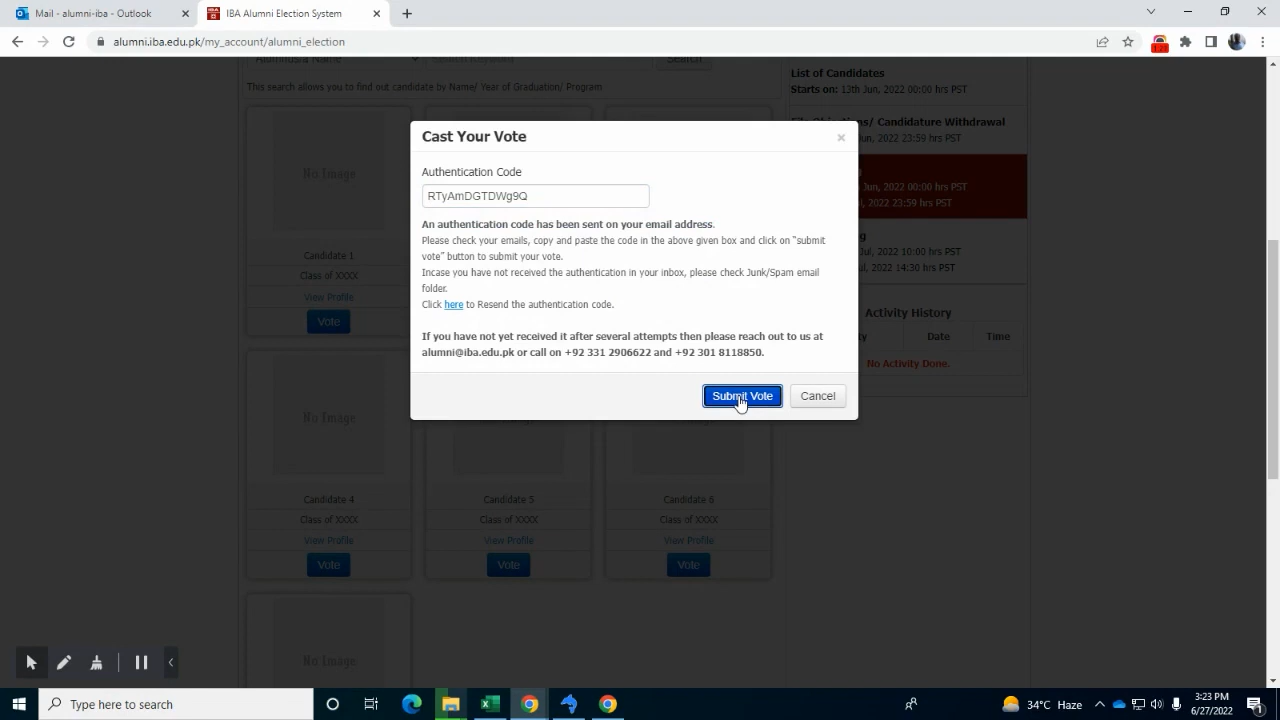 Mail - alumni-iba - Outlook
IBA Alumni Election System
alumni.iba.edu.pk/my_account/alumni_election
1.21
Alumnus/a Name
Search
This search allows you to find out candidate by Name/ Year of Graduation/ Program
List of Candidates
Starts on: 13th Jun, 2022 00:00 hrs PST
Objections/ Candidature Withdrawal
Jun, 2022 23:59 hrs PST
Jun, 2022 00:00 hrs PST
Jul, 2022 23:59 hrs PST
Jul, 2022 10:00 hrs PST
Jul, 2022 14:30 hrs PST
Activity History
Date
Time
No Activity Done.
Cast Your Vote
×
Authentication Code
RTyAmDGTDWg9Q
An authentication code has been sent on your email address.
Please check your emails, copy and paste the code in the above given box and click on "submit
vote" button to submit your vote.
Incase you have not received the authentication in your inbox, please check Junk/Spam email
folder.
Click here to Resend the authentication code.
If you have not yet received it after several attempts then please reach out to us at
alumni@iba.edu.pk or call on +92 331 2906622 and +92 301 8118850.
Submit Vote
Cancel
No Image
Candidate 1
Class of XXXX
View Profile
Vote
No Image
Candidate 4
Class of XXXX
View Profile
Vote
Candidate 5
Class of XXXX
View Profile
Vote
Candidate 6
Class of XXXX
View Profile
Vote
No Image
Type here to search
34°C Haze
3:23 PM
6/27/2022